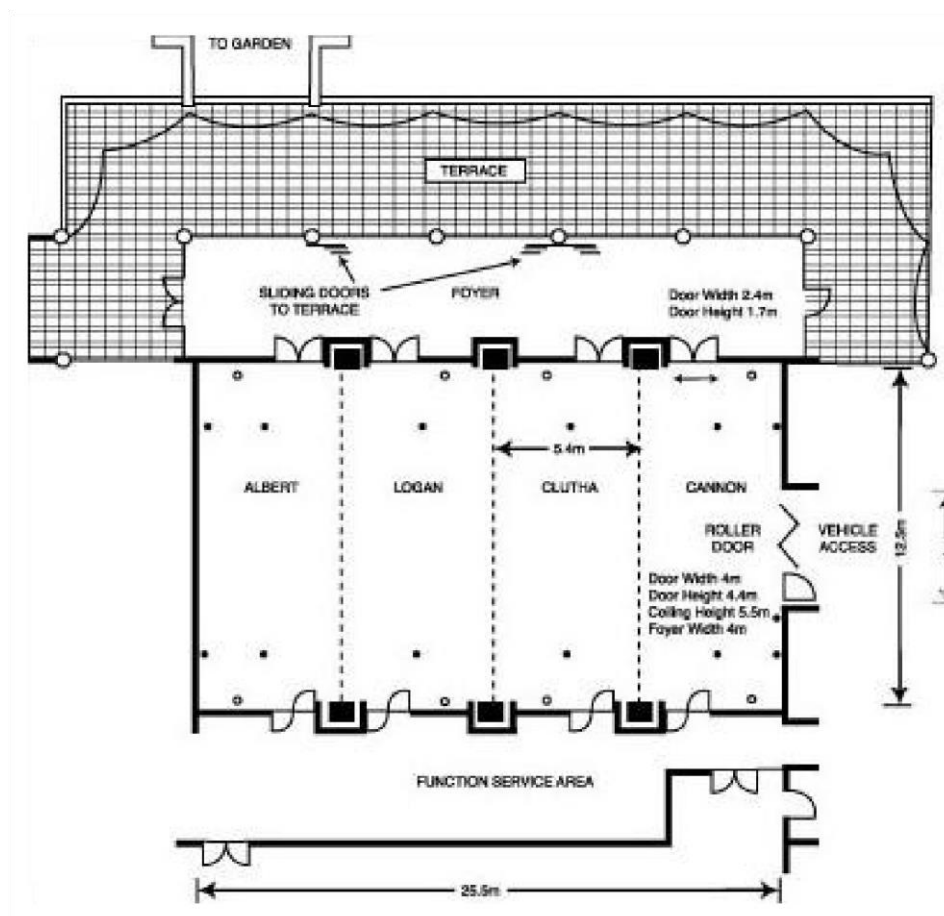 TO GARDEN
TERRACE
SLIDING DOORS
TO TERRACE
FOYER
Door Width 2.4m
Door Height 1.7m
5.4m
ALBERT
LOGAN
CLUTHA
CANNON
ROLLER
DOOR
VEHICLE
ACCESS
12.5m
Door Width 4m
Door Height 4.4m
Ceiling Height 5.5m
Foyer Width 4m
FUNCTION SERVICE AREA
25.5m